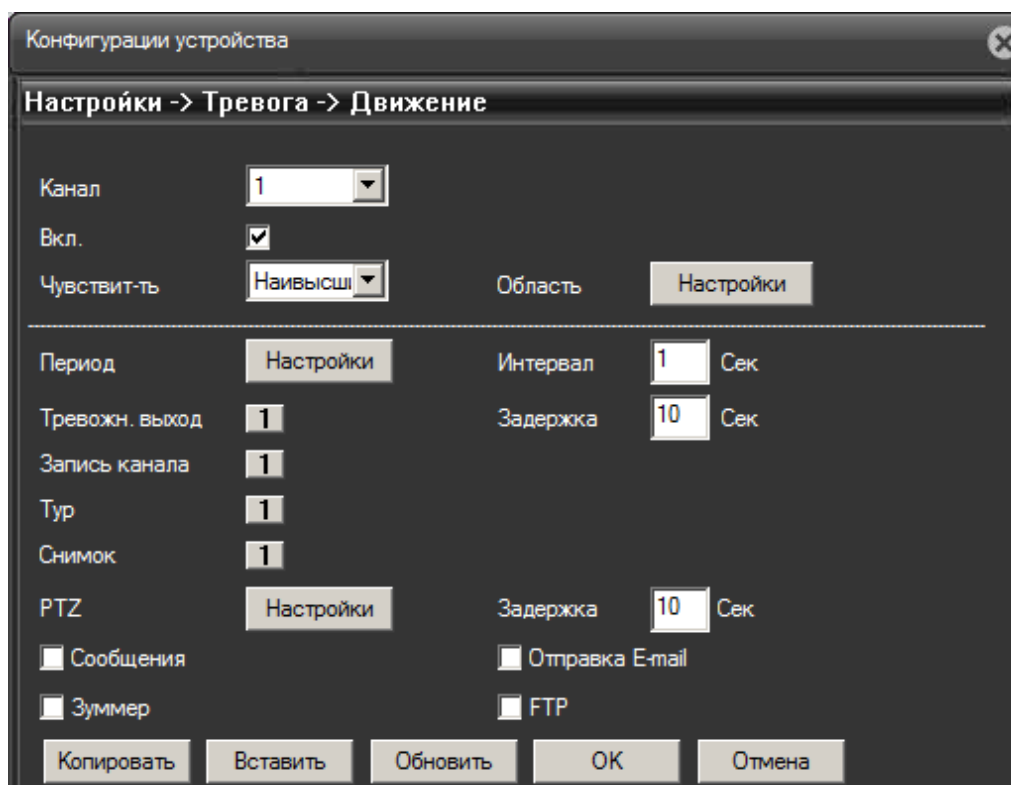 Конфигурации устройства
Настройки -> Тревога -> Движение
Канал 1
Вкл.
Чувствит-ть Наивысш Область Настройки
Период Настройки Интервал 1 Сек
Тревожн. выход 1 Задержка 10 Сек
Запись канала 1
Тур 1
Снимок 1
PTZ Настройки Задержка 10 Сек
Сообщения Отправка E-mail
Зуммер FTP
Копировать Вставить Обновить OK Отмена